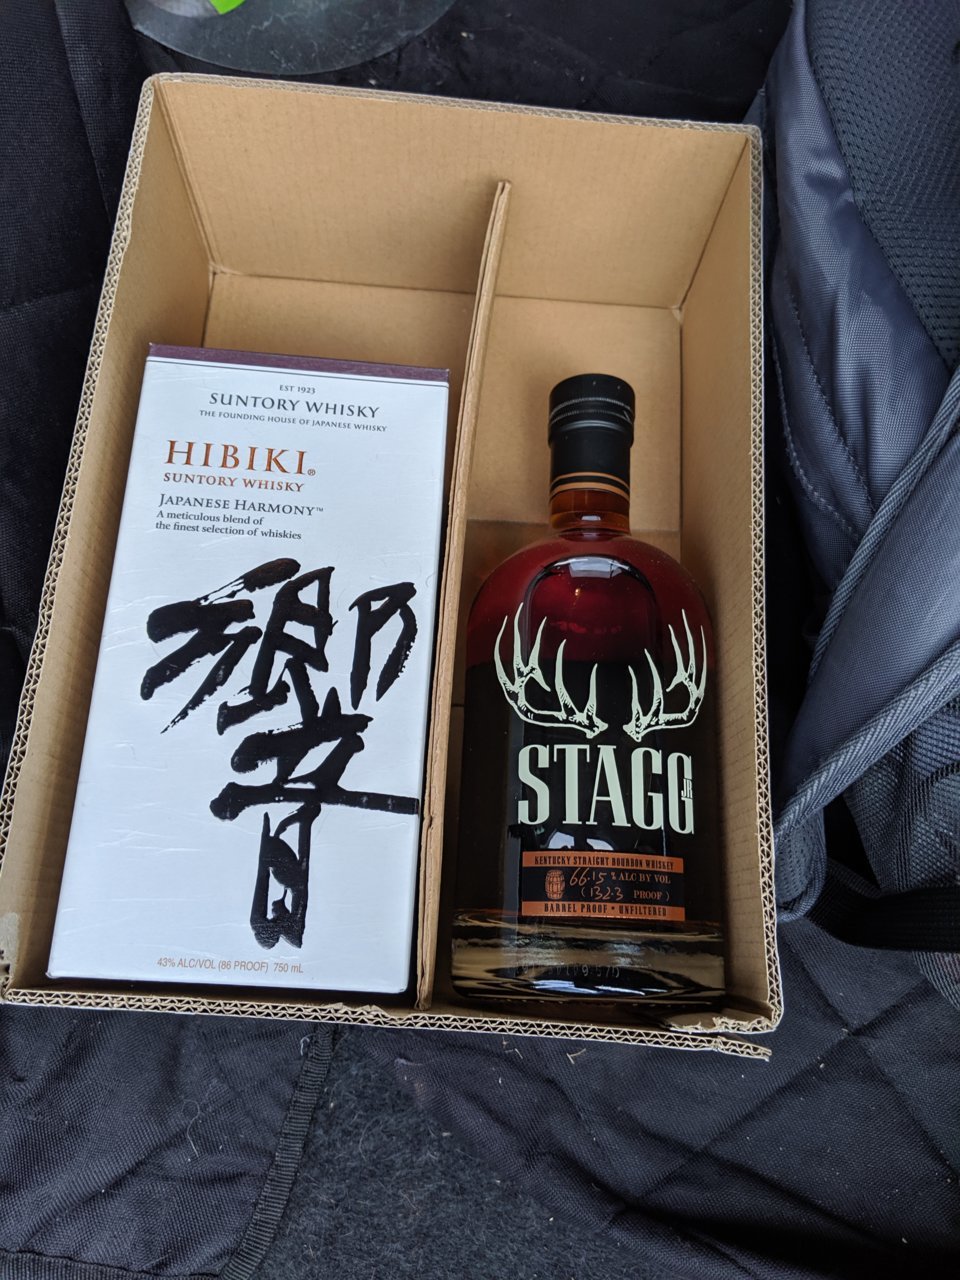 EST 1923
SUNTORY WHISKY
THE FOUNDING HOUSE OF JAPANESE WHISKY
HIBIKI®
SUNTORY WHISKY
JAPANESE HARMONY™
A meticulous blend of
the finest selection of whiskies
響
43% ALC/VOL (86 PROOF) 750 mL
STAGG JR
KENTUCKY STRAIGHT BOURBON WHISKEY
66.15 % ALC BY VOL
(132.3 PROOF)
BARREL PROOF • UNFILTERED